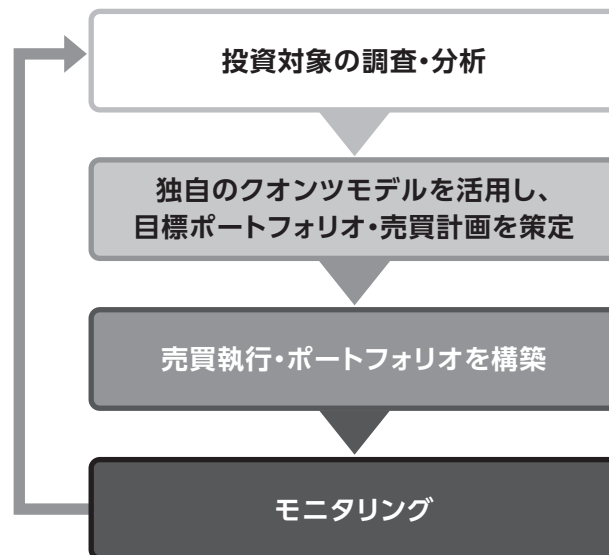 投資対象の調査・分析
独自のクオンツモデルを活用し、
目標ポートフォリオ・売買計画を策定
売買執行・ポートフォリオを構築
モニタリング